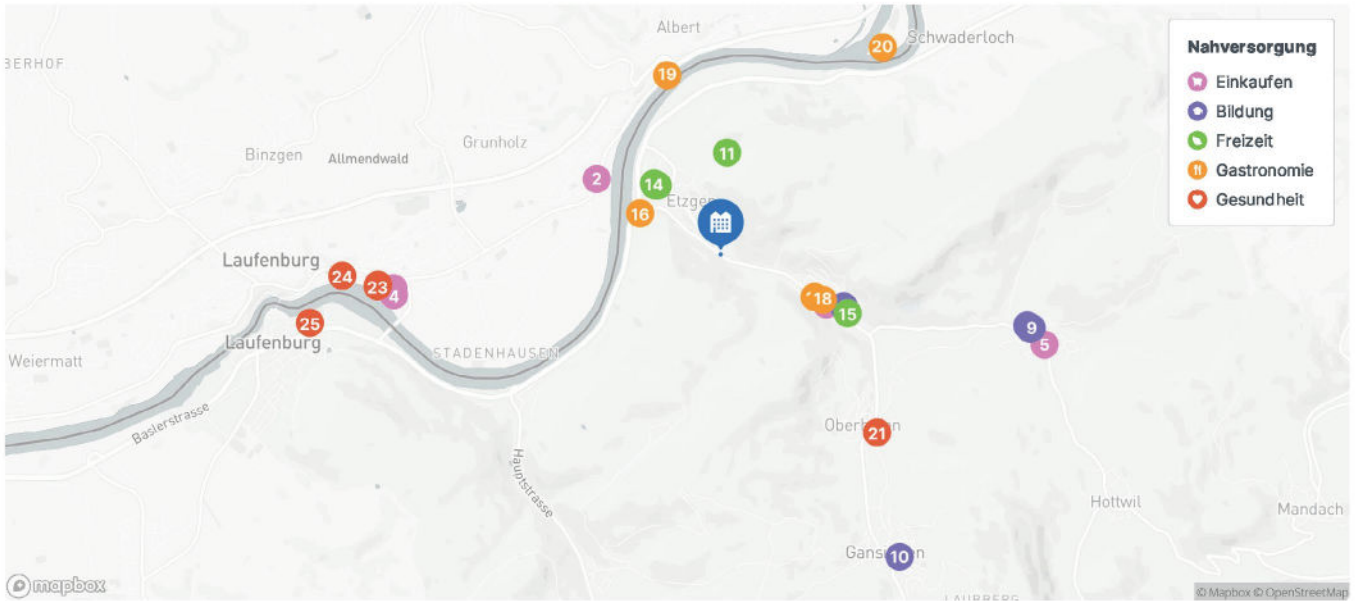 Albert
20
Schwaderloch
19
BERHOF
Nahversorgung
Einkaufen
Bildung
Freizeit
Gastronomie
Gesundheit
Grunholz
Binzgen
Allmendwald
11
2
14
16
Laufenburg
24
23
4
25
Laufenburg
18
15
9
5
STADENHAUSEN
Weiermatt
Baslerstrasse
21
Hauptstrasse
Hottwil
Mandach
10
mapbox
© Mapbox © OpenStreetMap